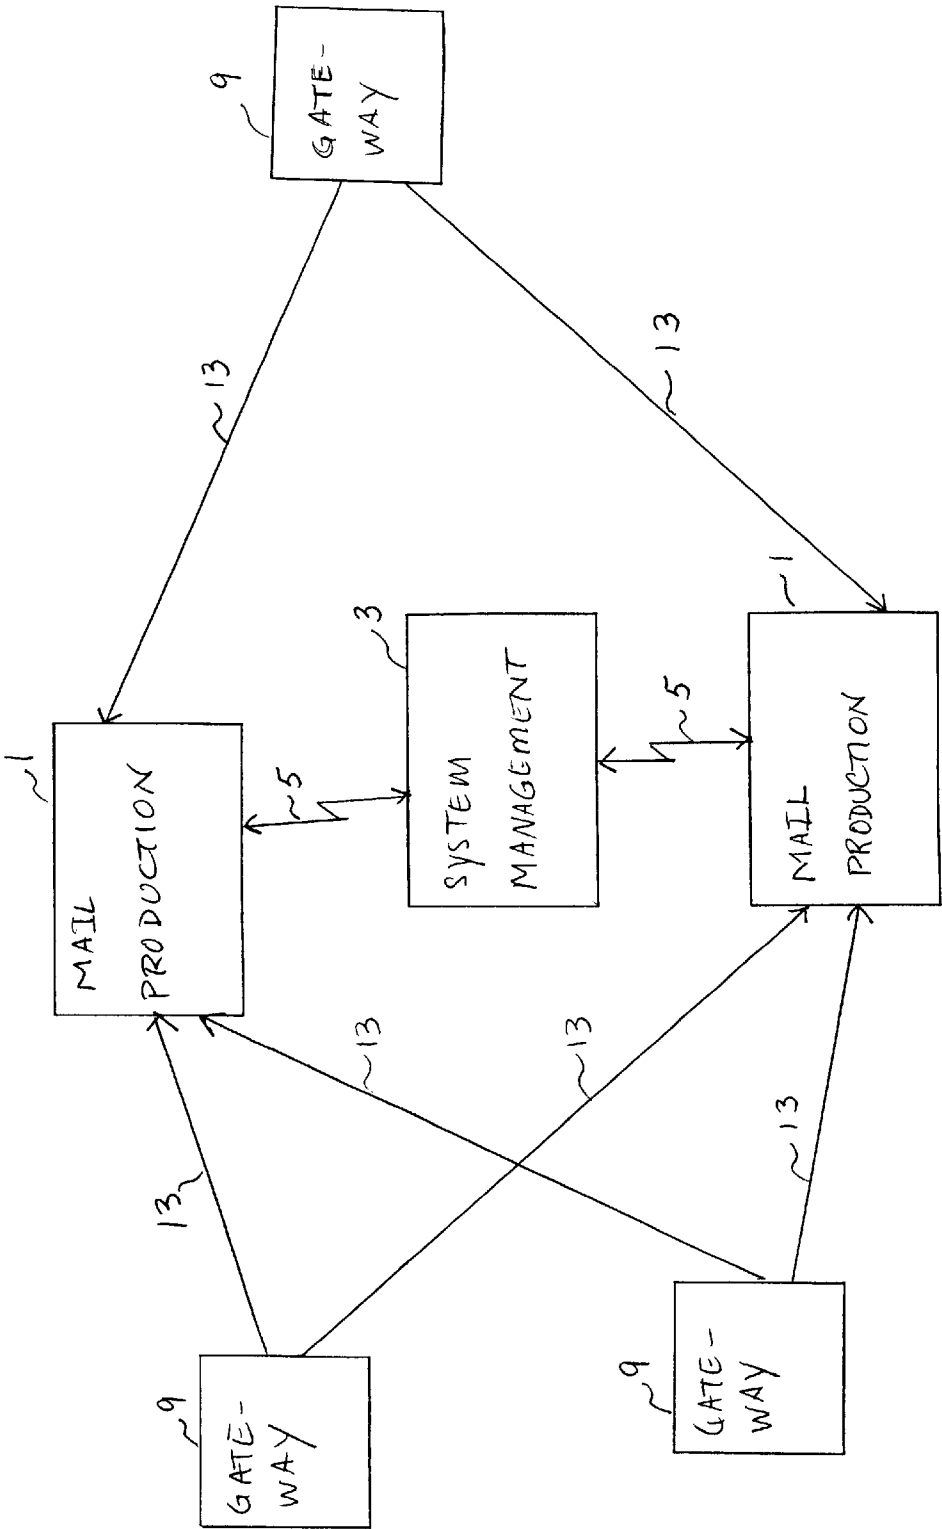 1
MAIL
PRODUCTION
13
13
9
GATE-
WAY
5
13
9
GATE-
WAY
3
SYSTEM
MANAGEMENT
13
5
13
9
GATE-
WAY
13
1
MAIL
PRODUCTION